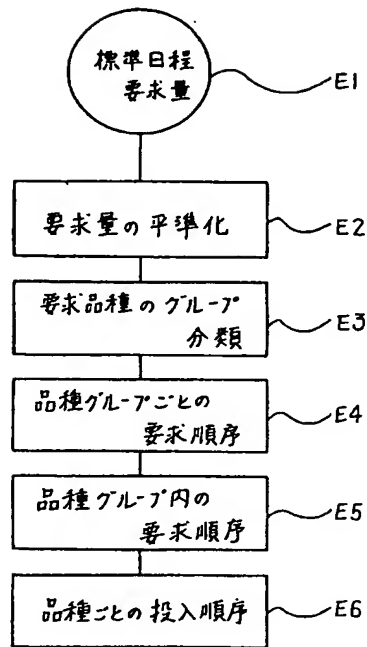 標準日程
要求量
E1
要求量の平準化
E2
要求品種のグループ
分類
E3
品種グループごとの
要求順序
E4
品種グループ内の
要求順序
E5
品種ごとの投入順序
E6